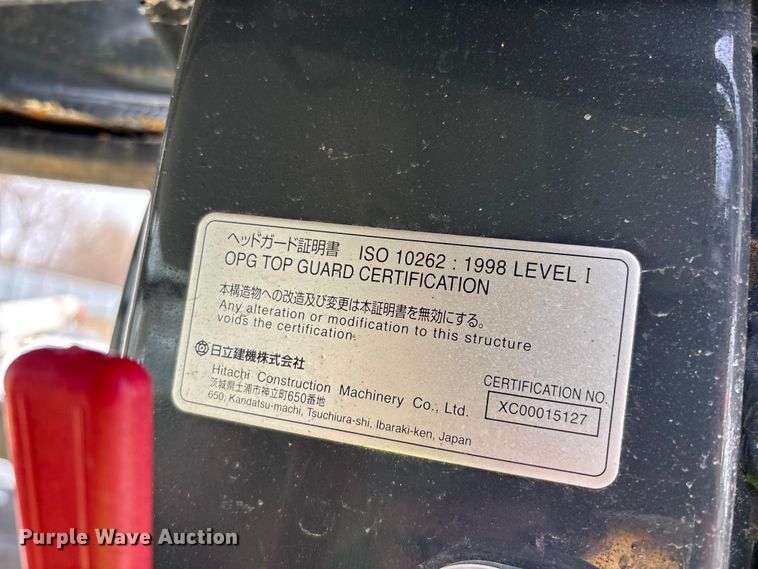 ヘッドガード証明書 ISO 10262 : 1998 LEVEL I
OPG TOP GUARD CERTIFICATION
本構造物への改造及び変更は本証明書を無効にする。
Any alteration or modification to this structure
voids the certification.
日立建機株式会社
Hitachi Construction Machinery Co., Ltd.
茨城県土浦市神立町650番地
650, Kandatsu-machi, Tsuchiura-shi, Ibaraki-ken, Japan
CERTIFICATION NO.
XC00015127
Purple Wave Auction®